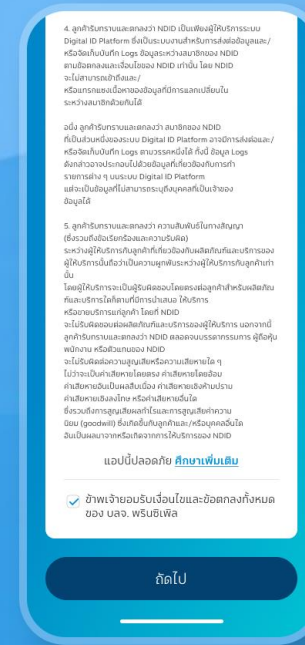 4. ลูกค้ารับทราบและตกลงว่า NDID เป็นเพียงผู้ให้บริการระบบ
Digital ID Platform ซึ่งเป็นระบบงานสำหรับการส่งต่อข้อมูลและ/
หรือจัดเก็บบันทึก Logs ข้อมูลระหว่างสมาชิกของ NDID
ตามข้อตกลงและเงื่อนไขของ NDID เท่านั้น โดย NDID
จะไม่สามารถเข้าถึงและ/
หรือแทรกแซงเนื้อหาของข้อมูลที่มีการแลกเปลี่ยนใน
ระหว่างสมาชิกด้วยกันได้
อนึ่ง ลูกค้ารับทราบและตกลงว่า สมาชิกของ NDID
ที่เป็นส่วนหนึ่งของระบบ Digital ID Platform อาจมีการส่งต่อและ/
หรือจัดเก็บบันทึก Logs ตามวรรคหนึ่งได้ ทั้งนี้ ข้อมูล Logs
ดังกล่าวอาจประกอบไปด้วยข้อมูลที่เกี่ยวข้องกับการทำ
รายการต่าง ๆ บนระบบ Digital ID Platform
แต่จะเป็นข้อมูลที่ไม่สามารถระบุถึงบุคคลที่เป็นเจ้าของ
ข้อมูลได้
5. ลูกค้ารับทราบและตกลงว่า ความสัมพันธ์ในทางสัญญา
(ซึ่งรวมถึงข้อเรียกร้องและความรับผิด)
ระหว่างผู้ให้บริการกับลูกค้าที่เกี่ยวข้องกับผลิตภัณฑ์และบริการของ
ผู้ให้บริการนั้นถือว่าเป็นความผูกพันระหว่างผู้ให้บริการกับลูกค้าเท่า
นั้น
โดยผู้ให้บริการจะเป็นผู้รับผิดชอบโดยตรงต่อลูกค้าสำหรับผลิตภัณ
ฑ์และบริการใดก็ตามที่มีการนำเสนอ ให้บริการ
หรือขายบริการแก่ลูกค้า โดยที่ NDID
จะไม่รับผิดชอบต่อผลิตภัณฑ์และบริการของผู้ให้บริการ นอกจากนี้
ลูกค้ารับทราบและตกลงว่า NDID ตลอดจนบรรดากรรมการ ผู้ถือหุ้น
พนักงาน หรือตัวแทนของ NDID
จะไม่รับผิดต่อความสูญเสียหรือความเสียหายใด ๆ
ไม่ว่าจะเป็นค่าเสียหายโดยตรง ค่าเสียหายโดยอ้อม
ค่าเสียหายอันเป็นผลสืบเนื่อง ค่าเสียหายเชิงห้ามปราม
ค่าเสียหายเชิงลงโทษ หรือค่าเสียหายอื่นใด
ซึ่งรวมถึงการสูญเสียผลกำไรและการสูญเสียค่าความ
นิยม (goodwill) ซึ่งเกิดขึ้นกับลูกค้าและ/หรือบุคคลอื่นใด
อันเป็นผลมาจากหรือเกิดจากการให้บริการของ NDID
แอปนี้ปลอดภัย ศึกษาเพิ่มเติม
ข้าพเจ้ายอมรับเงื่อนไขและข้อตกลงทั้งหมด
ของ บลจ. พรินซิเพิล
ถัดไป